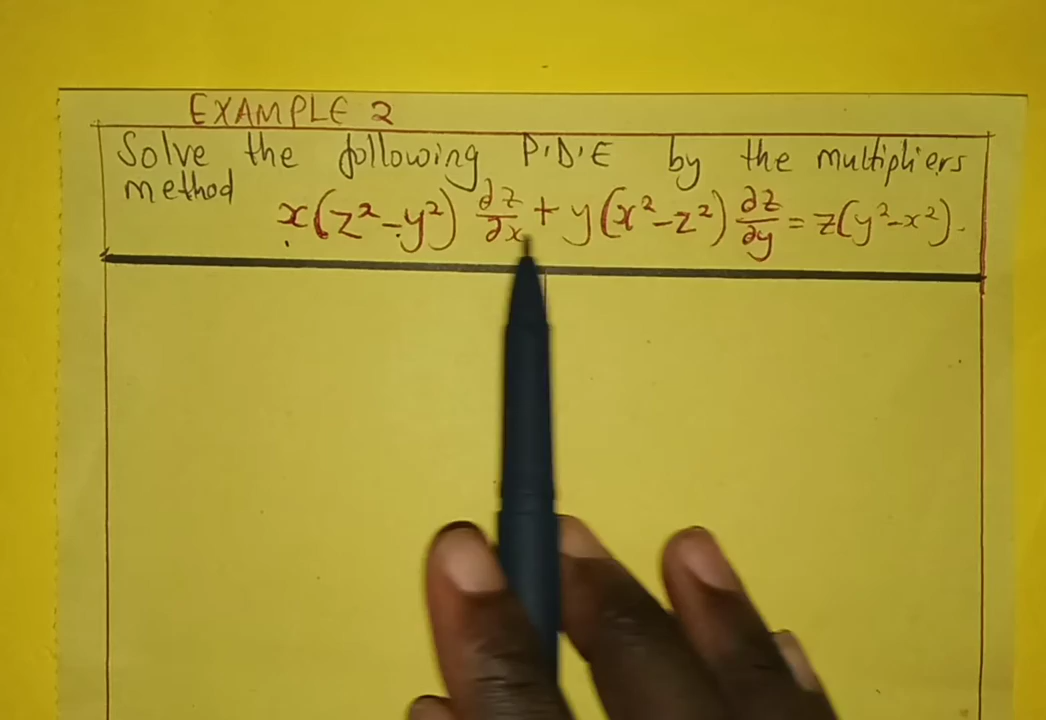 EXAMPLE 2
Solve the following P.D.E by the multipliers
method x(z²-y²) ∂z/∂x + y(x²-z²) ∂z/∂y = z(y²-x²).